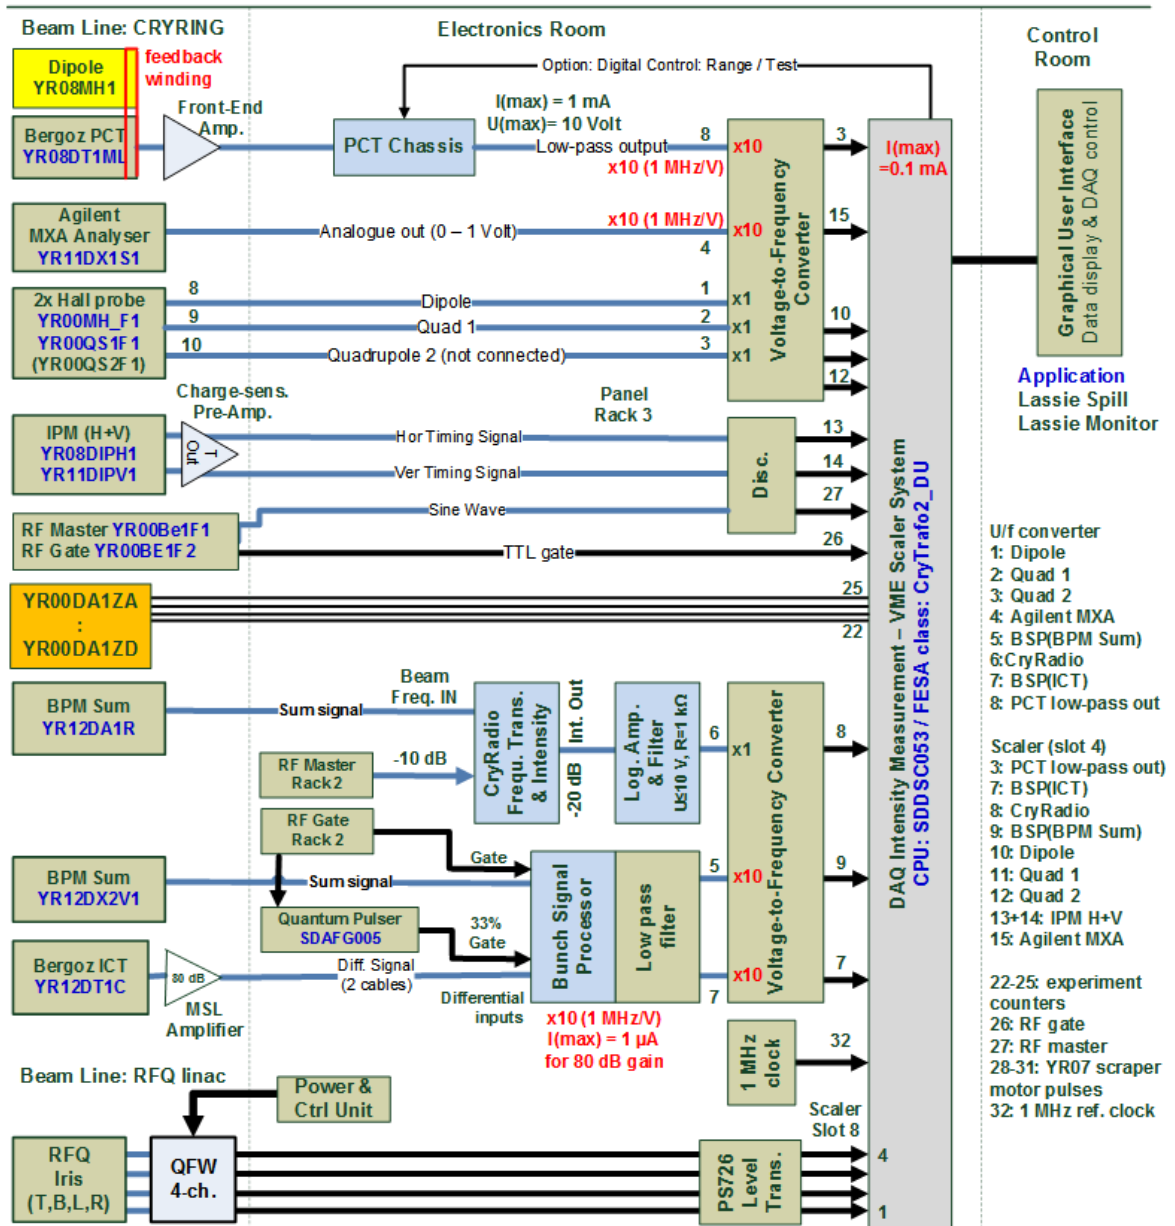 Beam Line: CRYRING
Electronics Room
Control
Room
Dipole
YR08MH1
feedback
winding
Option: Digital Control: Range / Test
Bergoz PCT
YR08DT1ML
Front-End
Amp.
PCT Chassis
I(max) = 1 mA
U(max)= 10 Volt
Low-pass output
x10 (1 MHz/V)
8
x10
3
I(max)
=0.1 mA
Agilent
MXA Analyser
YR11DX1S1
Analogue out (0 – 1 Volt)
x10 (1 MHz/V)
4
x10
15
Voltage-to-Frequency
Converter
2x Hall probe
YR00MH_F1
YR00QS1F1
(YR00QS2F1)
8
Dipole
1
x1
9
Quad 1
2
x1
10
10
Quadrupole 2 (not connected)
3
x1
12
Graphical User Interface
Data display & DAQ control
Application
Lassie Spill
Lassie Monitor
Charge-sens.
Pre-Amp.
Panel
Rack 3
IPM (H+V)
YR08DIPH1
YR11DIPV1
T
Out
Hor Timing Signal
Ver Timing Signal
Disc.
13
14
27
RF Master YR00Be1F1
RF Gate YR00BE1F2
Sine Wave
TTL gate
26
YR00DA1ZA
:
YR00DA1ZD
25
22
DAQ Intensity Measurement – VME Scaler System
CPU: SDDSC053 / FESA class: CryTrafo2_DU
BPM Sum
YR12DA1R
Sum signal
Beam
Freq. IN
CryRadio
Frequ. Trans.
& Intensity
-20 dB Int. Out
Log. Amp.
& Filter
U≤10 V, R=1 kΩ
6
x1
8
Voltage-to-Frequency Converter
RF Master
Rack 2
-10 dB
RF Gate
Rack 2
Gate
BPM Sum
YR12DX2V1
Sum signal
Bunch Signal
Processor
Low pass
filter
5
x10
9
Quantum Pulser
SDAFG005
33%
Gate
Bergoz ICT
YR12DT1C
80 dB
MSL
Amplifier
Diff. Signal
(2 cables)
Differential
inputs
x10
7
7
x10 (1 MHz/V)
I(max) = 1 µA
for 80 dB gain
1 MHz
clock
32
Beam Line: RFQ linac
Power &
Ctrl Unit
Scaler
Slot 8
RFQ
Iris
(T,B,L,R)
QFW
4-ch.
PS726
Level
Trans.
4
1
U/f converter
1: Dipole
2: Quad 1
3: Quad 2
4: Agilent MXA
5: BSP(BPM Sum)
6:CryRadio
7: BSP(ICT)
8: PCT low-pass out
Scaler (slot 4)
3: PCT low-pass out)
7: BSP(ICT)
8: CryRadio
9: BSP(BPM Sum)
10: Dipole
11: Quad 1
12: Quad 2
13+14: IPM H+V
15: Agilent MXA
22-25: experiment
counters
26: RF gate
27: RF master
28-31: YR07 scraper
motor pulses
32: 1 MHz ref. clock